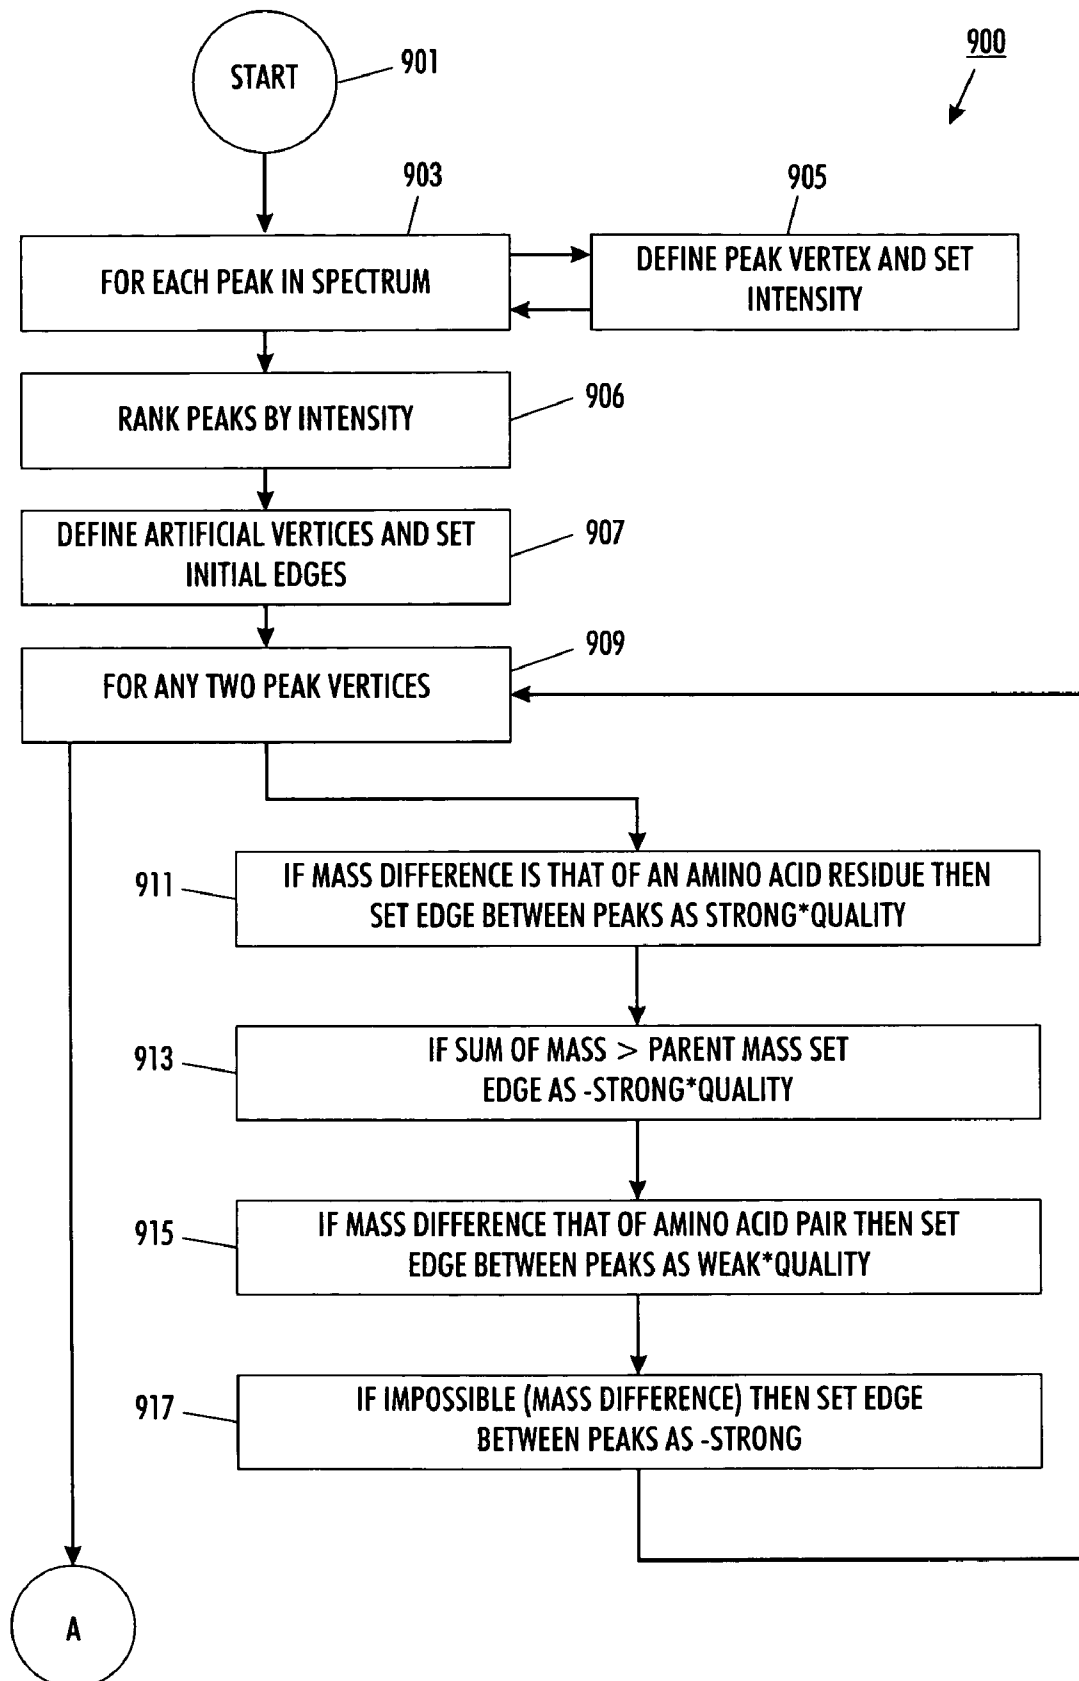 START
901
900
903
905
FOR EACH PEAK IN SPECTRUM
DEFINE PEAK VERTEX AND SET
INTENSITY
RANK PEAKS BY INTENSITY
906
DEFINE ARTIFICIAL VERTICES AND SET
INITIAL EDGES
907
909
FOR ANY TWO PEAK VERTICES
911
IF MASS DIFFERENCE IS THAT OF AN AMINO ACID RESIDUE THEN
SET EDGE BETWEEN PEAKS AS STRONG*QUALITY
913
IF SUM OF MASS > PARENT MASS SET
EDGE AS -STRONG*QUALITY
915
IF MASS DIFFERENCE THAT OF AMINO ACID PAIR THEN SET
EDGE BETWEEN PEAKS AS WEAK*QUALITY
917
IF IMPOSSIBLE (MASS DIFFERENCE) THEN SET EDGE
BETWEEN PEAKS AS -STRONG
A